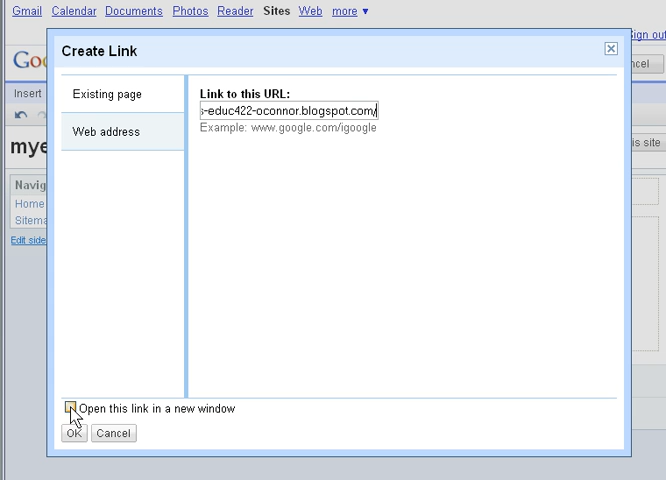 Gmail Calendar Documents Photos Reader Sites Web more ▼
Sign out
Create Link
Existing page
Web address
Link to this URL:
-educ422-oconnor.blogspot.com/
Example: www.google.com/igoogle
Insert
mye
is site
Navig
Home
Sitema
Edit side
Open this link in a new window
OK Cancel